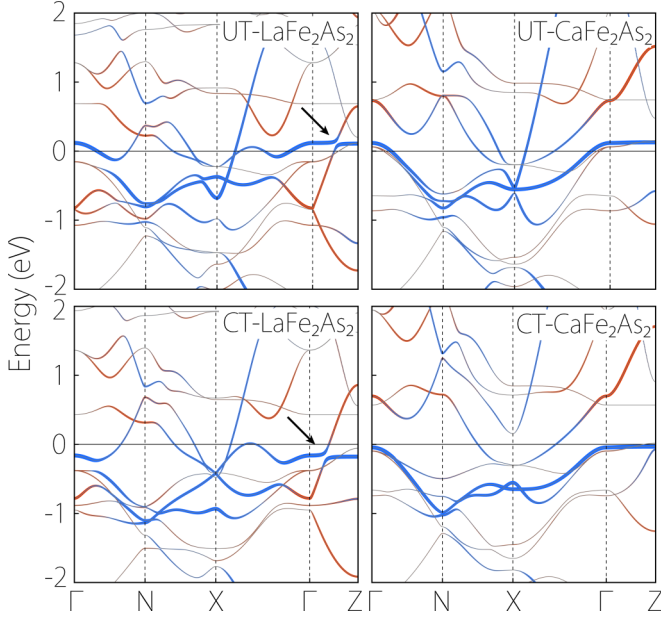 UT-LaFe₂As₂
UT-CaFe₂As₂
2
1
0
-1
-2
CT-LaFe₂As₂
CT-CaFe₂As₂
2
1
0
-1
-2
Energy (eV)
Γ N X Γ Z Γ N X Γ Z